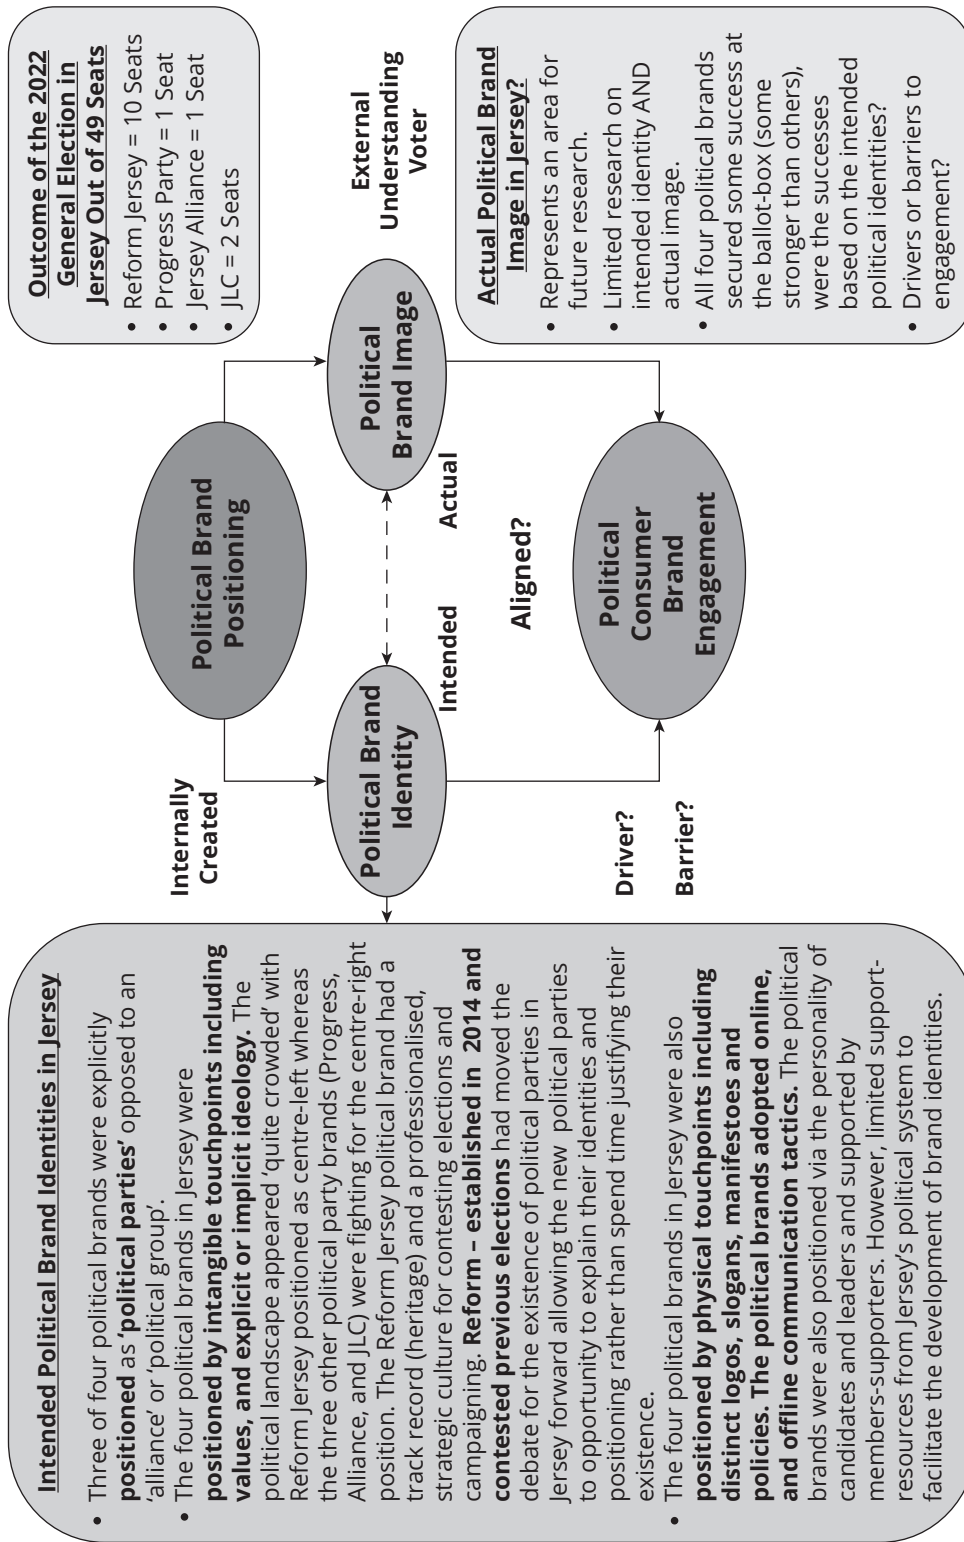 Intended Political Brand Identities in Jersey
• Three of four political brands were explicitly
positioned as 'political parties' opposed to an
'alliance' or 'political group'.
• The four political brands in Jersey were
positioned by intangible touchpoints including
values, and explicit or implicit ideology. The
political landscape appeared 'quite crowded' with
Reform Jersey positioned as centre-left whereas
the three other political party brands (Progress,
Alliance, and JLC) were fighting for the centre-right
position. The Reform Jersey political brand had a
track record (heritage) and a professionalised,
strategic culture for contesting elections and
campaigning. Reform – established in 2014 and
contested previous elections had moved the
debate for the existence of political parties in
Jersey forward allowing the new political parties
to opportunity to explain their identities and
positioning rather than spend time justifying their
existence.
• The four political brands in Jersey were also
positioned by physical touchpoints including
distinct logos, slogans, manifestoes and
policies. The political brands adopted online,
and offline communication tactics. The political
brands were also positioned via the personality of
candidates and leaders and supported by
members-supporters. However, limited support-
resources from Jersey's political system to
facilitate the development of brand identities.
Internally
Created
Political Brand
Positioning
Political Brand
Identity
Intended
Actual
Political
Brand Image
External
Understanding
Voter
Aligned?
Driver?
Barrier?
Political
Consumer
Brand
Engagement
Outcome of the 2022
General Election in
Jersey Out of 49 Seats
• Reform Jersey = 10 Seats
• Progress Party = 1 Seat
• Jersey Alliance = 1 Seat
• JLC = 2 Seats
Actual Political Brand
Image in Jersey?
• Represents an area for
future research.
• Limited research on
intended identity AND
actual image.
• All four political brands
secured some success at
the ballot-box (some
stronger than others),
were the successes
based on the intended
political identities?
• Drivers or barriers to
engagement?